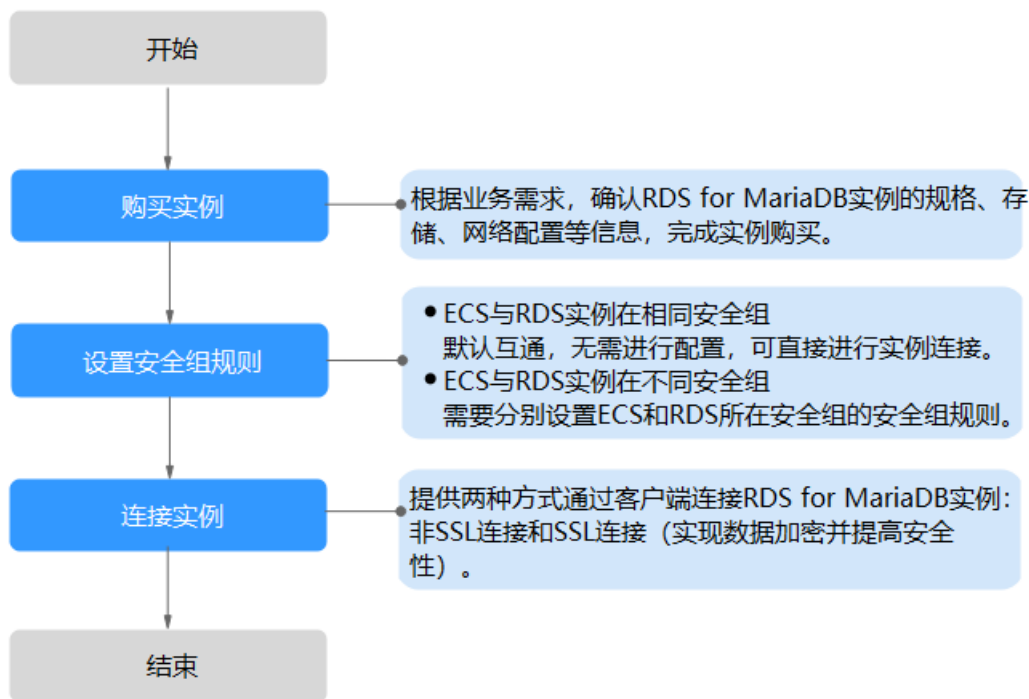 开始
购买实例
根据业务需求，确认RDS for MariaDB实例的规格、存
储、网络配置等信息，完成实例购买。
设置安全组规则
● ECS与RDS实例在相同安全组
默认互通，无需进行配置，可直接进行实例连接。
● ECS与RDS实例在不同安全组
需要分别设置ECS和RDS所在安全组的安全组规则。
连接实例
提供两种方式通过客户端连接RDS for MariaDB实例：
非SSL连接和SSL连接（实现数据加密并提高安全
性）。
结束